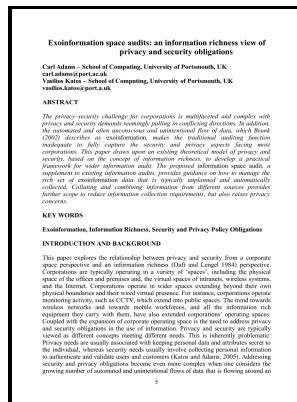 Exoinformation space audits: an information richness view of
privacy and security obligations
Carl Adams – School of Computing, University of Portsmouth, UK
carl.adams@port.ac.uk
Vasilios Katos – School of Computing, University of Portsmouth, UK
vasilios.katos@port.a.uk
ABSTRACT
The privacy–security challenge for corporations is multifaceted and complex with
privacy and security demands seemingly pulling in conflicting directions. In addition,
the automated and often unconscious and unintentional flow of data, which Brunk
(2002) describes as exoinformation, makes the traditional auditing function
inadequate to fully capture the security and privacy aspects facing most
corporations. This paper draws upon an existing theoretical model of privacy and
security, based on the concept of information richness, to develop a practical
framework for wider information audit. The proposed information space audit, a
supplement to existing information audits, provides guidance on how to manage the
rich set of exoinformation data that is typically unplanned and automatically
collected. Collating and combining information from different sources provides
further scope to reduce information collection requirements, but also raises privacy
concerns.
KEY WORDS
Exoinformation, Information Richness, Security and Privacy Policy Obligations
INTRODUCTION AND BACKGROUND
This paper explores the relationship between privacy and security from a corporate
space perspective and an information richness (Daft and Lengel 1984) perspective.
Corporations are typically operating in a variety of 'spaces', including the physical
space of the offices and premises and, the virtual spaces of intranets, wireless systems,
and the Internet. Corporations operate in wider spaces extending beyond their own
physical boundaries and their wired virtual presence. For instance, corporations operate
monitoring activity, such as CCTV, which extend into public spaces. The trend towards
wireless networks and towards mobile workforces, and all the information rich
equipment they carry with them, have also extended corporations' operating spaces.
Coupled with the expansion of corporate operating space is the need to address privacy
and security obligations in the use of information. Privacy and security are typically
viewed as different concepts meeting different needs. This is inherently problematic:
Privacy needs are usually associated with keeping personal data and attributes secret to
the individual, whereas security needs usually involve collecting personal information
to authenticate and validate users and customers (Katos and Adams, 2005). Addressing
security and privacy obligations become even more complex when one considers the
growing number of automated and unintentional flows of data that is flowing around an
5